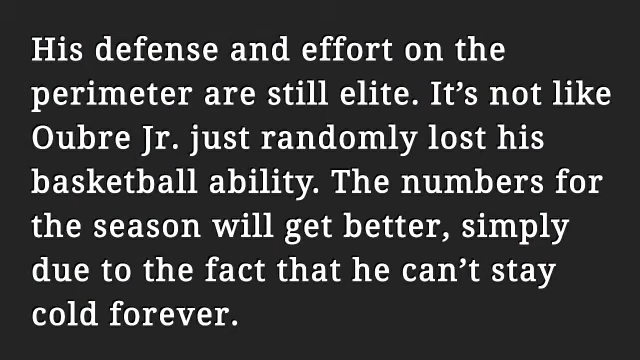 His defense and effort on the
perimeter are still elite. It’s not like
Oubre Jr. just randomly lost his
basketball ability. The numbers for
the season will get better, simply
due to the fact that he can’t stay
cold forever.